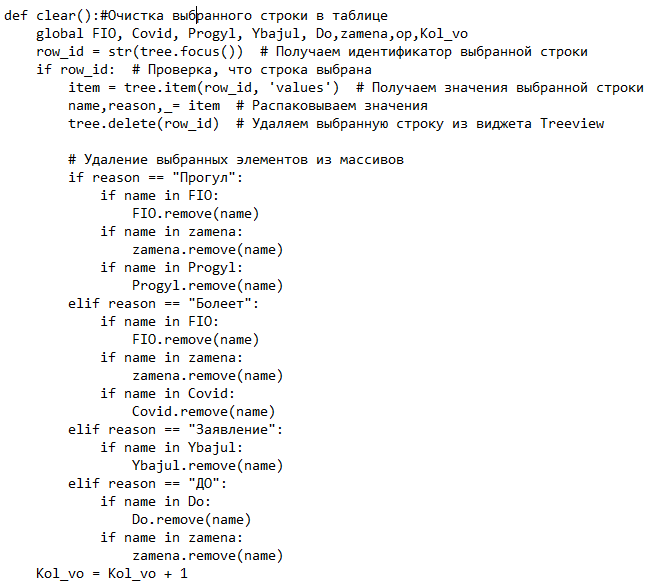 def clear():#Очистка выбранного строки в таблице
    global FIO, Covid, Progyl, Ybajul, Do,zamena,op,Kol_vo
    row_id = str(tree.focus())  # Получаем идентификатор выбранной строки
    if row_id:  # Проверка, что строка выбрана
        item = tree.item(row_id, 'values')  # Получаем значения выбранной строки
        name,reason,_= item  # Распаковываем значения
        tree.delete(row_id)  # Удаляем выбранную строку из виджета Treeview

        # Удаление выбранных элементов из массивов
        if reason == "Прогул":
            if name in FIO:
                FIO.remove(name)
            if name in zamena:
                zamena.remove(name)
            if name in Progyl:
                Progyl.remove(name)
        elif reason == "Болеет":
            if name in FIO:
                FIO.remove(name)
            if name in zamena:
                zamena.remove(name)
            if name in Covid:
                Covid.remove(name)
        elif reason == "Заявление":
            if name in Ybajul:
                Ybajul.remove(name)
        elif reason == "ДО":
            if name in Do:
                Do.remove(name)
            if name in zamena:
                zamena.remove(name)
    Kol_vo = Kol_vo + 1